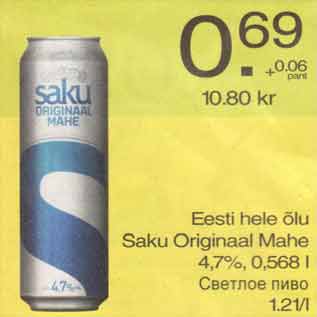 saku
ORIGINAAL
MAHE
4,7%
0.69
+0.06
pant
10.80 kr
Eesti hele õlu
Saku Originaal Mahe
4,7%, 0,568 l
Светлое пиво
1.21/l